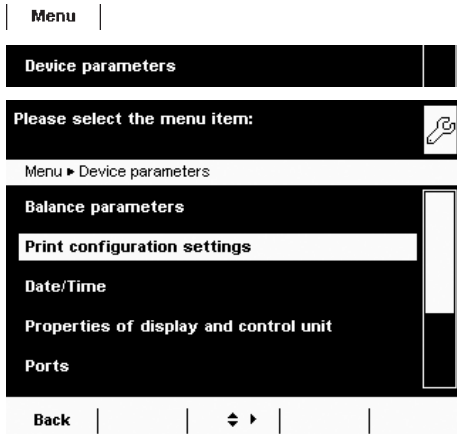 Menu
Device parameters
Please select the menu item:
Menu ▸ Device parameters
Balance parameters
Print configuration settings
Date/Time
Properties of display and control unit
Ports
Back